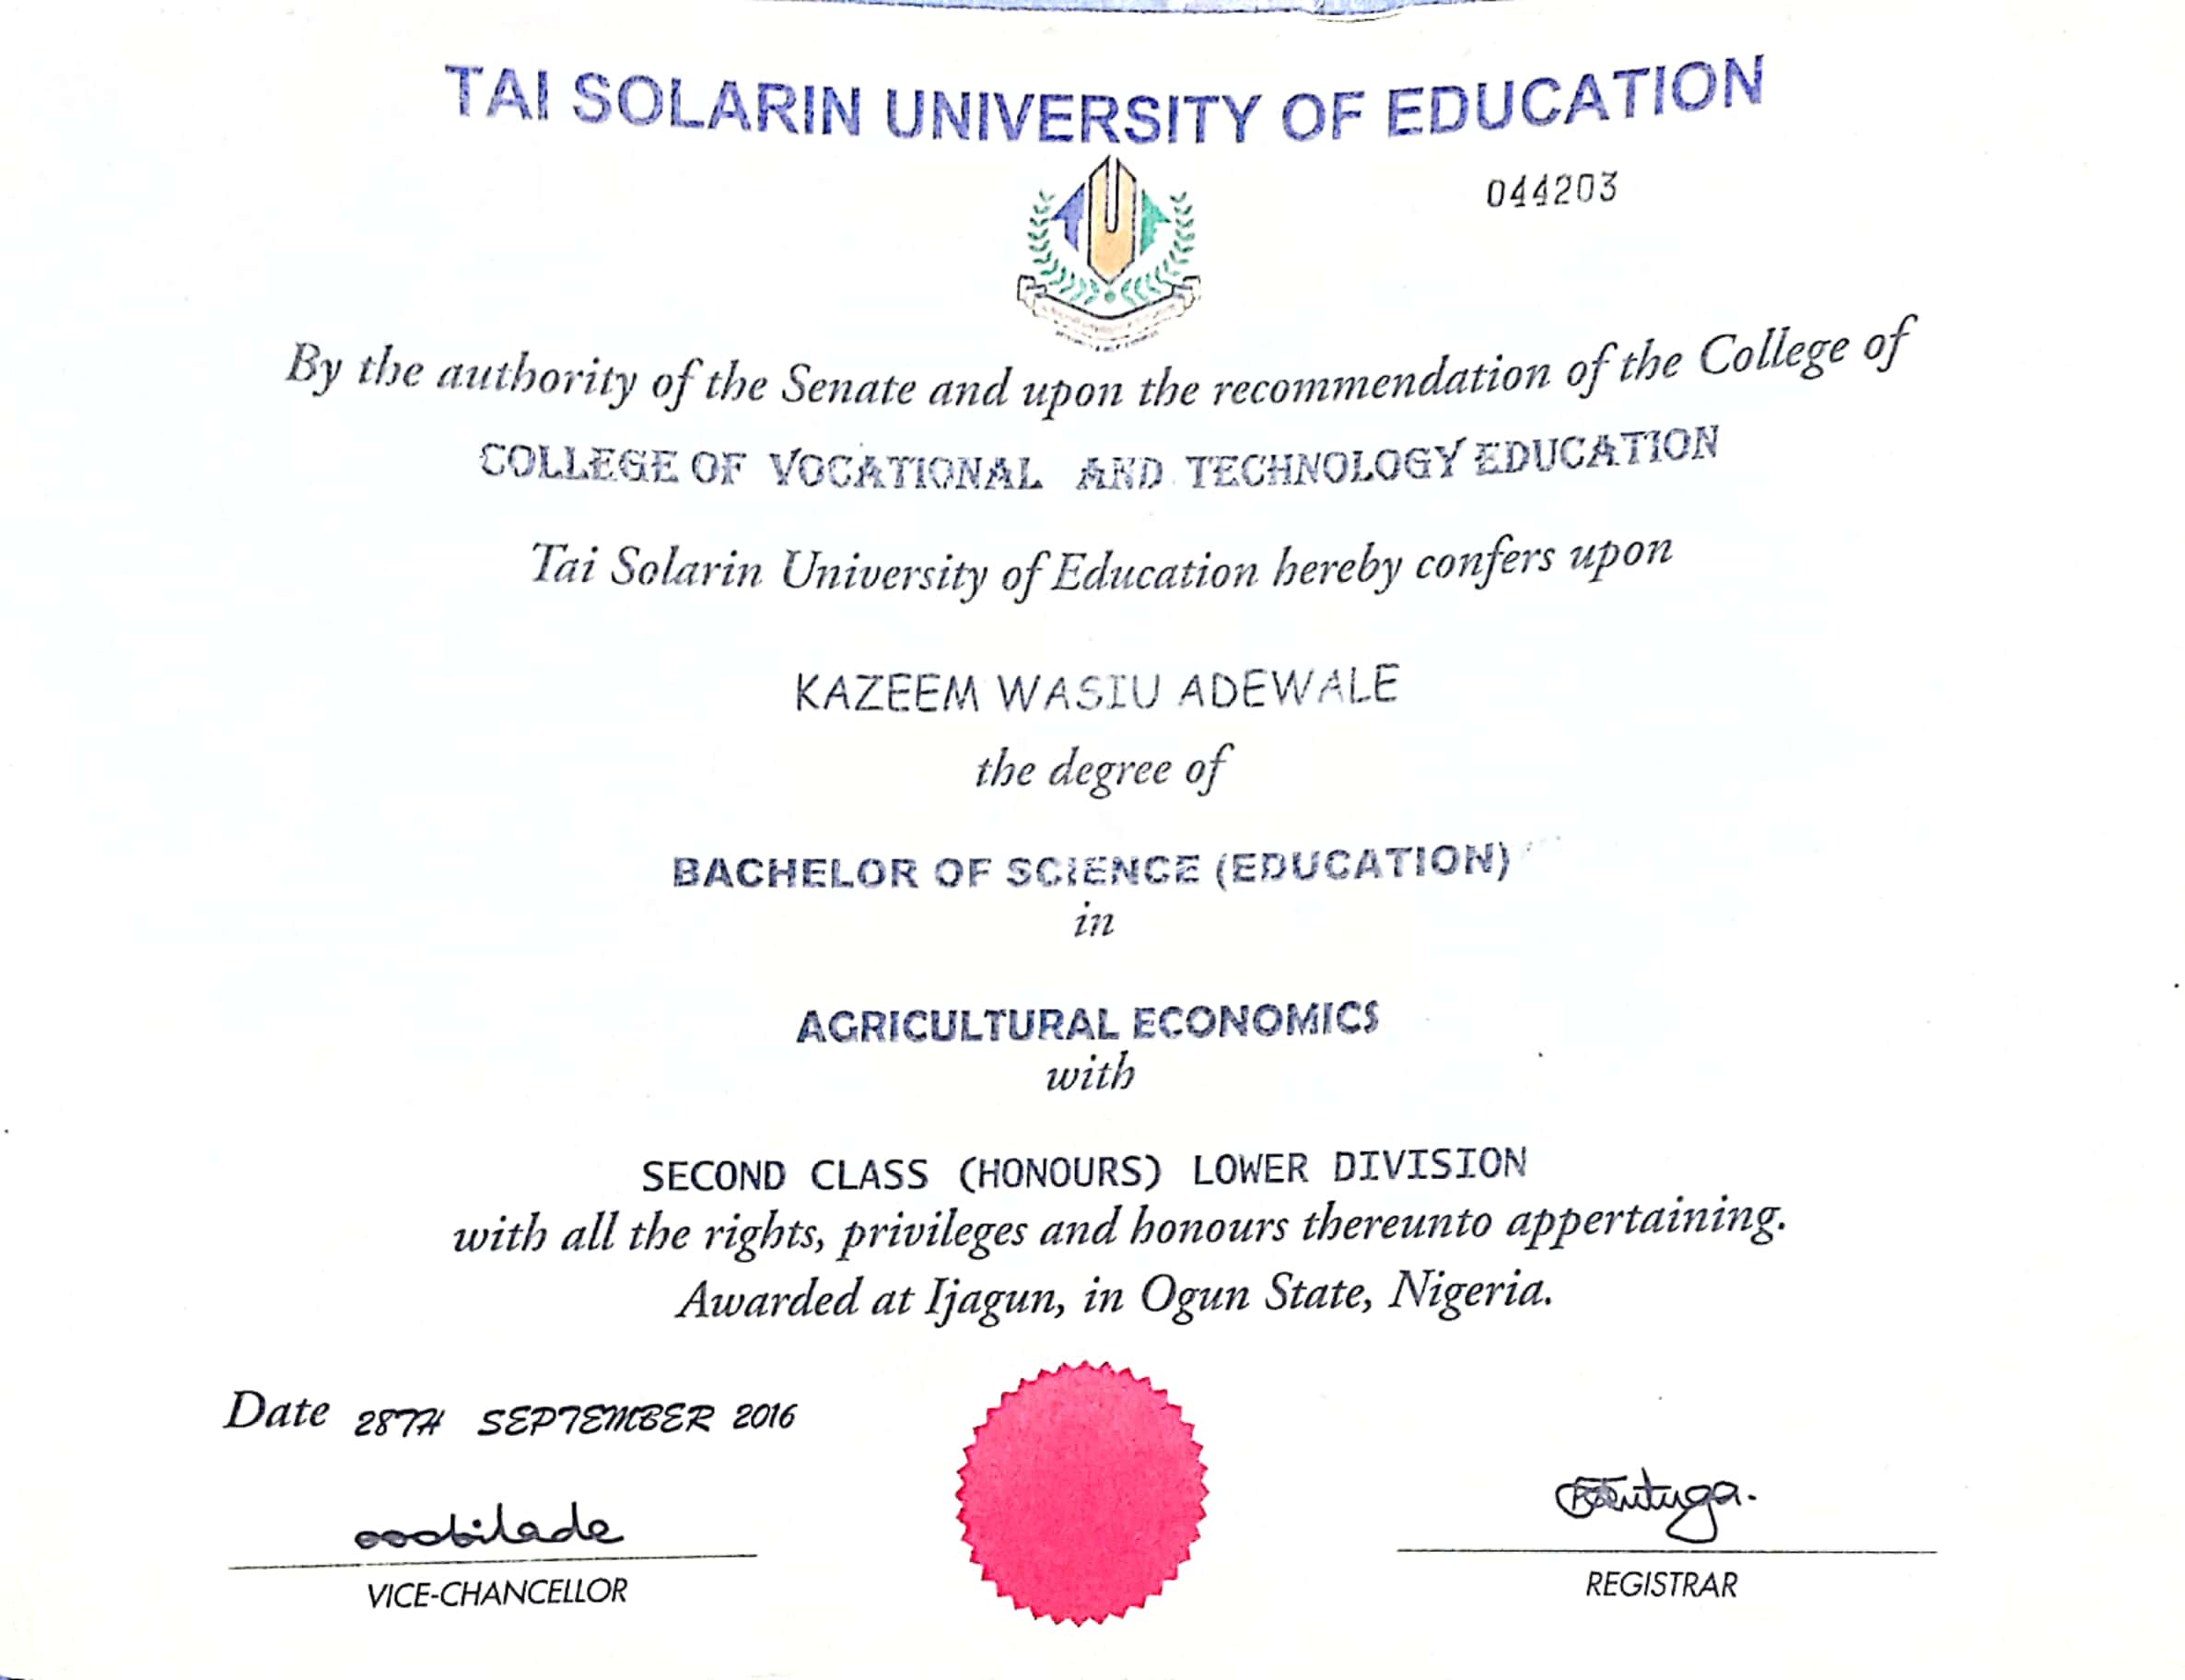 TAI SOLARIN UNIVERSITY OF EDUCATION
044203
By the authority of the Senate and upon the recommendation of the College of
COLLEGE OF VOCATIONAL AND TECHNOLOGY EDUCATION
Tai Solarin University of Education hereby confers upon
KAZEEM WASIU ADEWALE
the degree of
BACHELOR OF SCIENCE (EDUCATION)
in
AGRICULTURAL ECONOMICS
with
SECOND CLASS (HONOURS) LOWER DIVISION
with all the rights, privileges and honours thereunto appertaining.
Awarded at Ijagun, in Ogun State, Nigeria.
Date 28TH SEPTEMBER 2016
VICE-CHANCELLOR
REGISTRAR